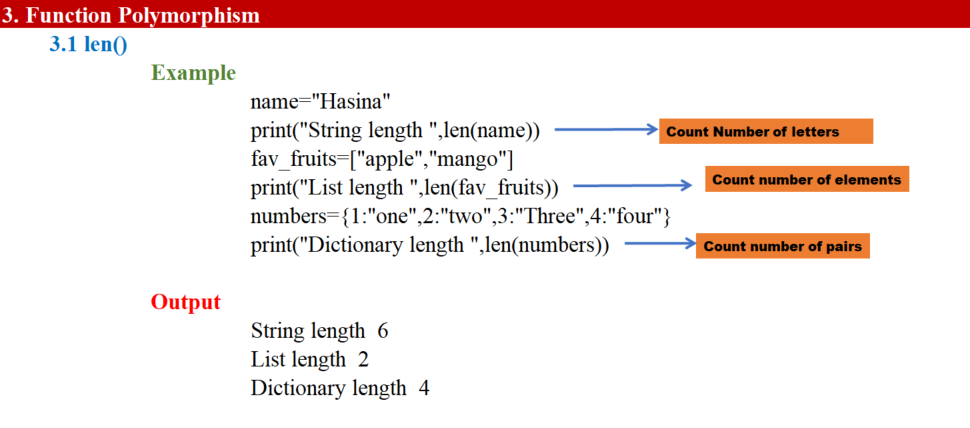 3. Function Polymorphism
3.1 len()
Example
name="Hasina"
print("String length ",len(name))
Count Number of letters
fav_fruits=["apple","mango"]
print("List length ",len(fav_fruits))
Count number of elements
numbers={1:"one",2:"two",3:"Three",4:"four"}
print("Dictionary length ",len(numbers))
Count number of pairs
Output
String length  6
List length  2
Dictionary length  4